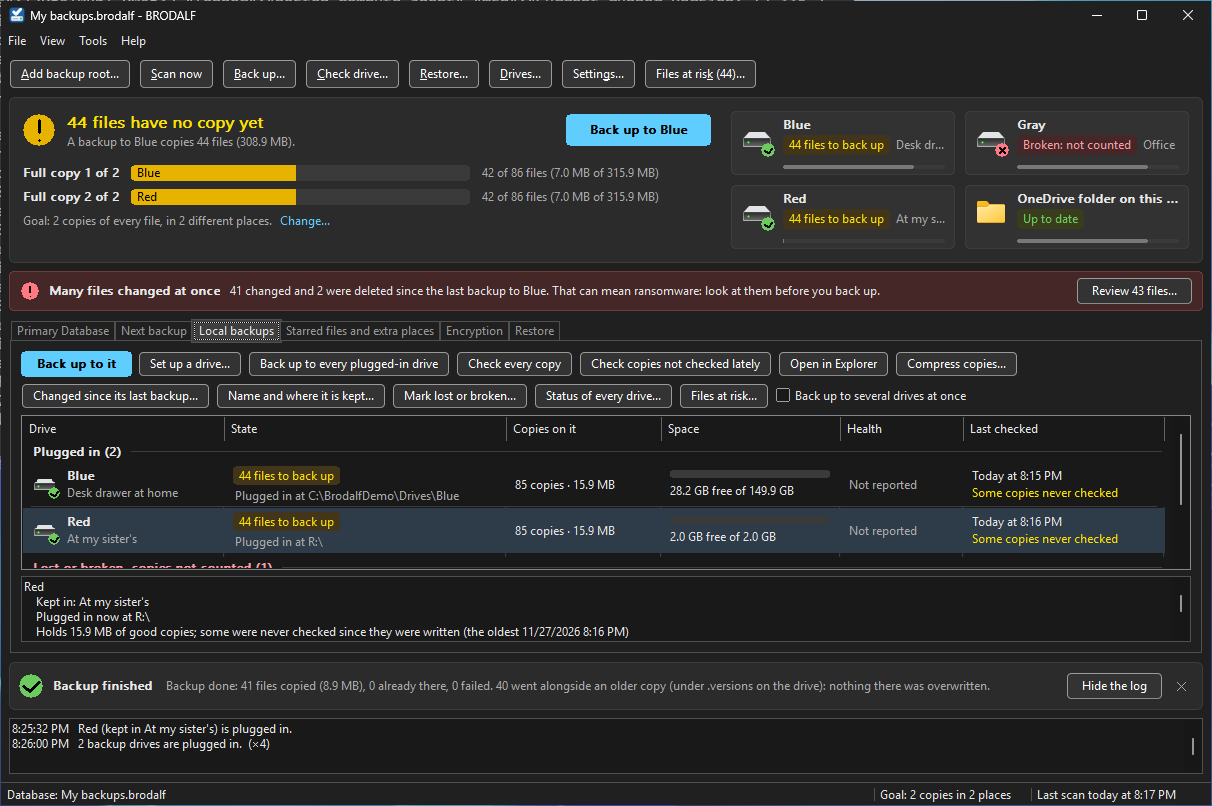 My backups.brodalf - BRODALF
File View Tools Help
Add backup root... Scan now Back up... Check drive... Restore... Drives... Settings... Files at risk (44)...
44 files have no copy yet
A backup to Blue copies 44 files (308.9 MB).
Back up to Blue
Full copy 1 of 2 Blue 42 of 86 files (7.0 MB of 315.9 MB)
Full copy 2 of 2 Red 42 of 86 files (7.0 MB of 315.9 MB)
Goal: 2 copies of every file, in 2 different places. Change...
Blue
44 files to back up Desk dr...
Gray
Broken: not counted Office
Red
44 files to back up At my s...
OneDrive folder on this ...
Up to date
Many files changed at once 41 changed and 2 were deleted since the last backup to Blue. That can mean ransomware: look at them before you back up. Review 43 files...
Primary Database Next backup Local backups Starred files and extra places Encryption Restore
Back up to it Set up a drive... Back up to every plugged-in drive Check every copy Check copies not checked lately Open in Explorer Compress copies...
Changed since its last backup... Name and where it is kept... Mark lost or broken... Status of every drive... Files at risk... Back up to several drives at once
Drive State Copies on it Space Health Last checked
Plugged in (2)
Blue
Desk drawer at home
44 files to back up
Plugged in at C:\BrodalfDemo\Drives\Blue
85 copies · 15.9 MB
28.2 GB free of 149.9 GB
Not reported
Today at 8:15 PM
Some copies never checked
Red
At my sister's
44 files to back up
Plugged in at R:\
85 copies · 15.9 MB
2.0 GB free of 2.0 GB
Not reported
Today at 8:16 PM
Some copies never checked
Lost or broken, copies not counted (1)
Red
Kept in: At my sister's
Plugged in now at R:\
Holds 15.9 MB of good copies; some were never checked since they were written (the oldest 11/27/2026 8:16 PM)
Backup finished Backup done: 41 files copied (8.9 MB), 0 already there, 0 failed. 40 went alongside an older copy (under .versions on the drive): nothing there was overwritten. Hide the log
8:25:32 PM Red (kept in At my sister's) is plugged in.
8:26:00 PM 2 backup drives are plugged in. (×4)
Database: My backups.brodalf Goal: 2 copies in 2 places Last scan today at 8:17 PM